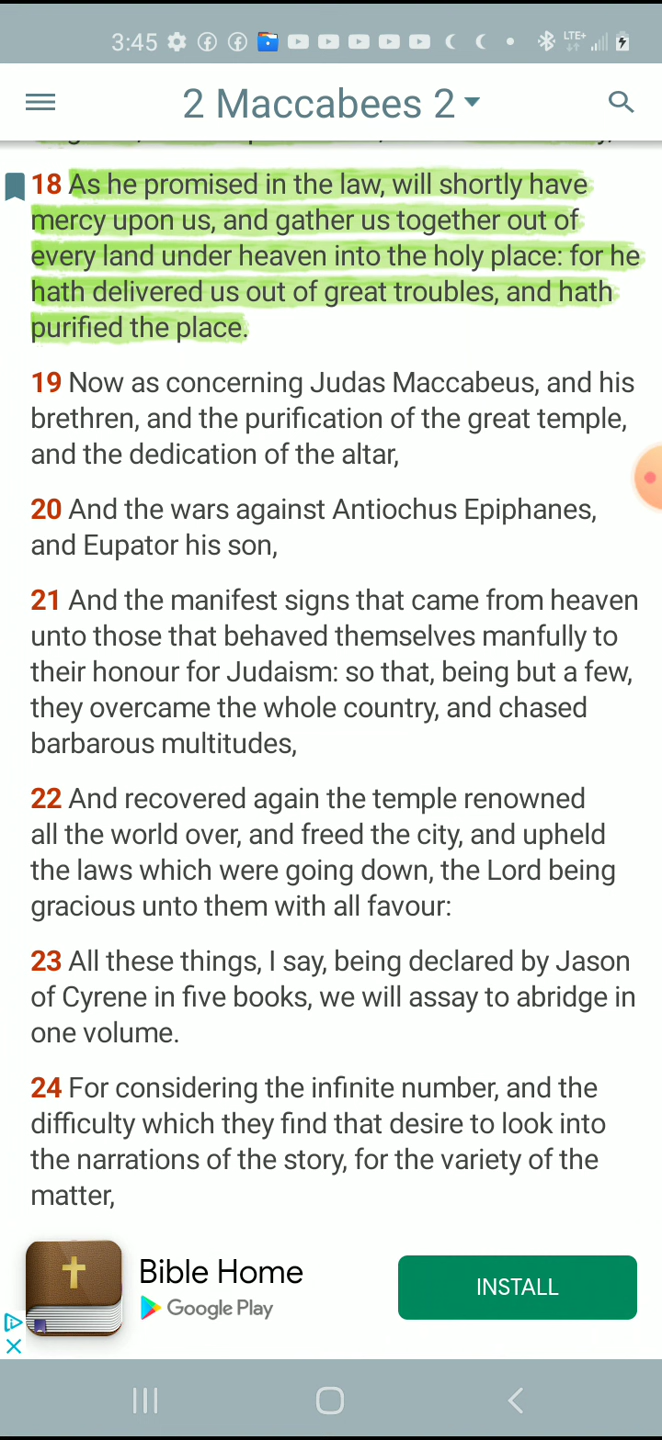 3:45
LTE+
2 Maccabees 2
18 As he promised in the law, will shortly have
mercy upon us, and gather us together out of
every land under heaven into the holy place: for he
hath delivered us out of great troubles, and hath
purified the place.
19 Now as concerning Judas Maccabeus, and his
brethren, and the purification of the great temple,
and the dedication of the altar,
20 And the wars against Antiochus Epiphanes,
and Eupator his son,
21 And the manifest signs that came from heaven
unto those that behaved themselves manfully to
their honour for Judaism: so that, being but a few,
they overcame the whole country, and chased
barbarous multitudes,
22 And recovered again the temple renowned
all the world over, and freed the city, and upheld
the laws which were going down, the Lord being
gracious unto them with all favour:
23 All these things, I say, being declared by Jason
of Cyrene in five books, we will assay to abridge in
one volume.
24 For considering the infinite number, and the
difficulty which they find that desire to look into
the narrations of the story, for the variety of the
matter,
Bible Home
Google Play
INSTALL